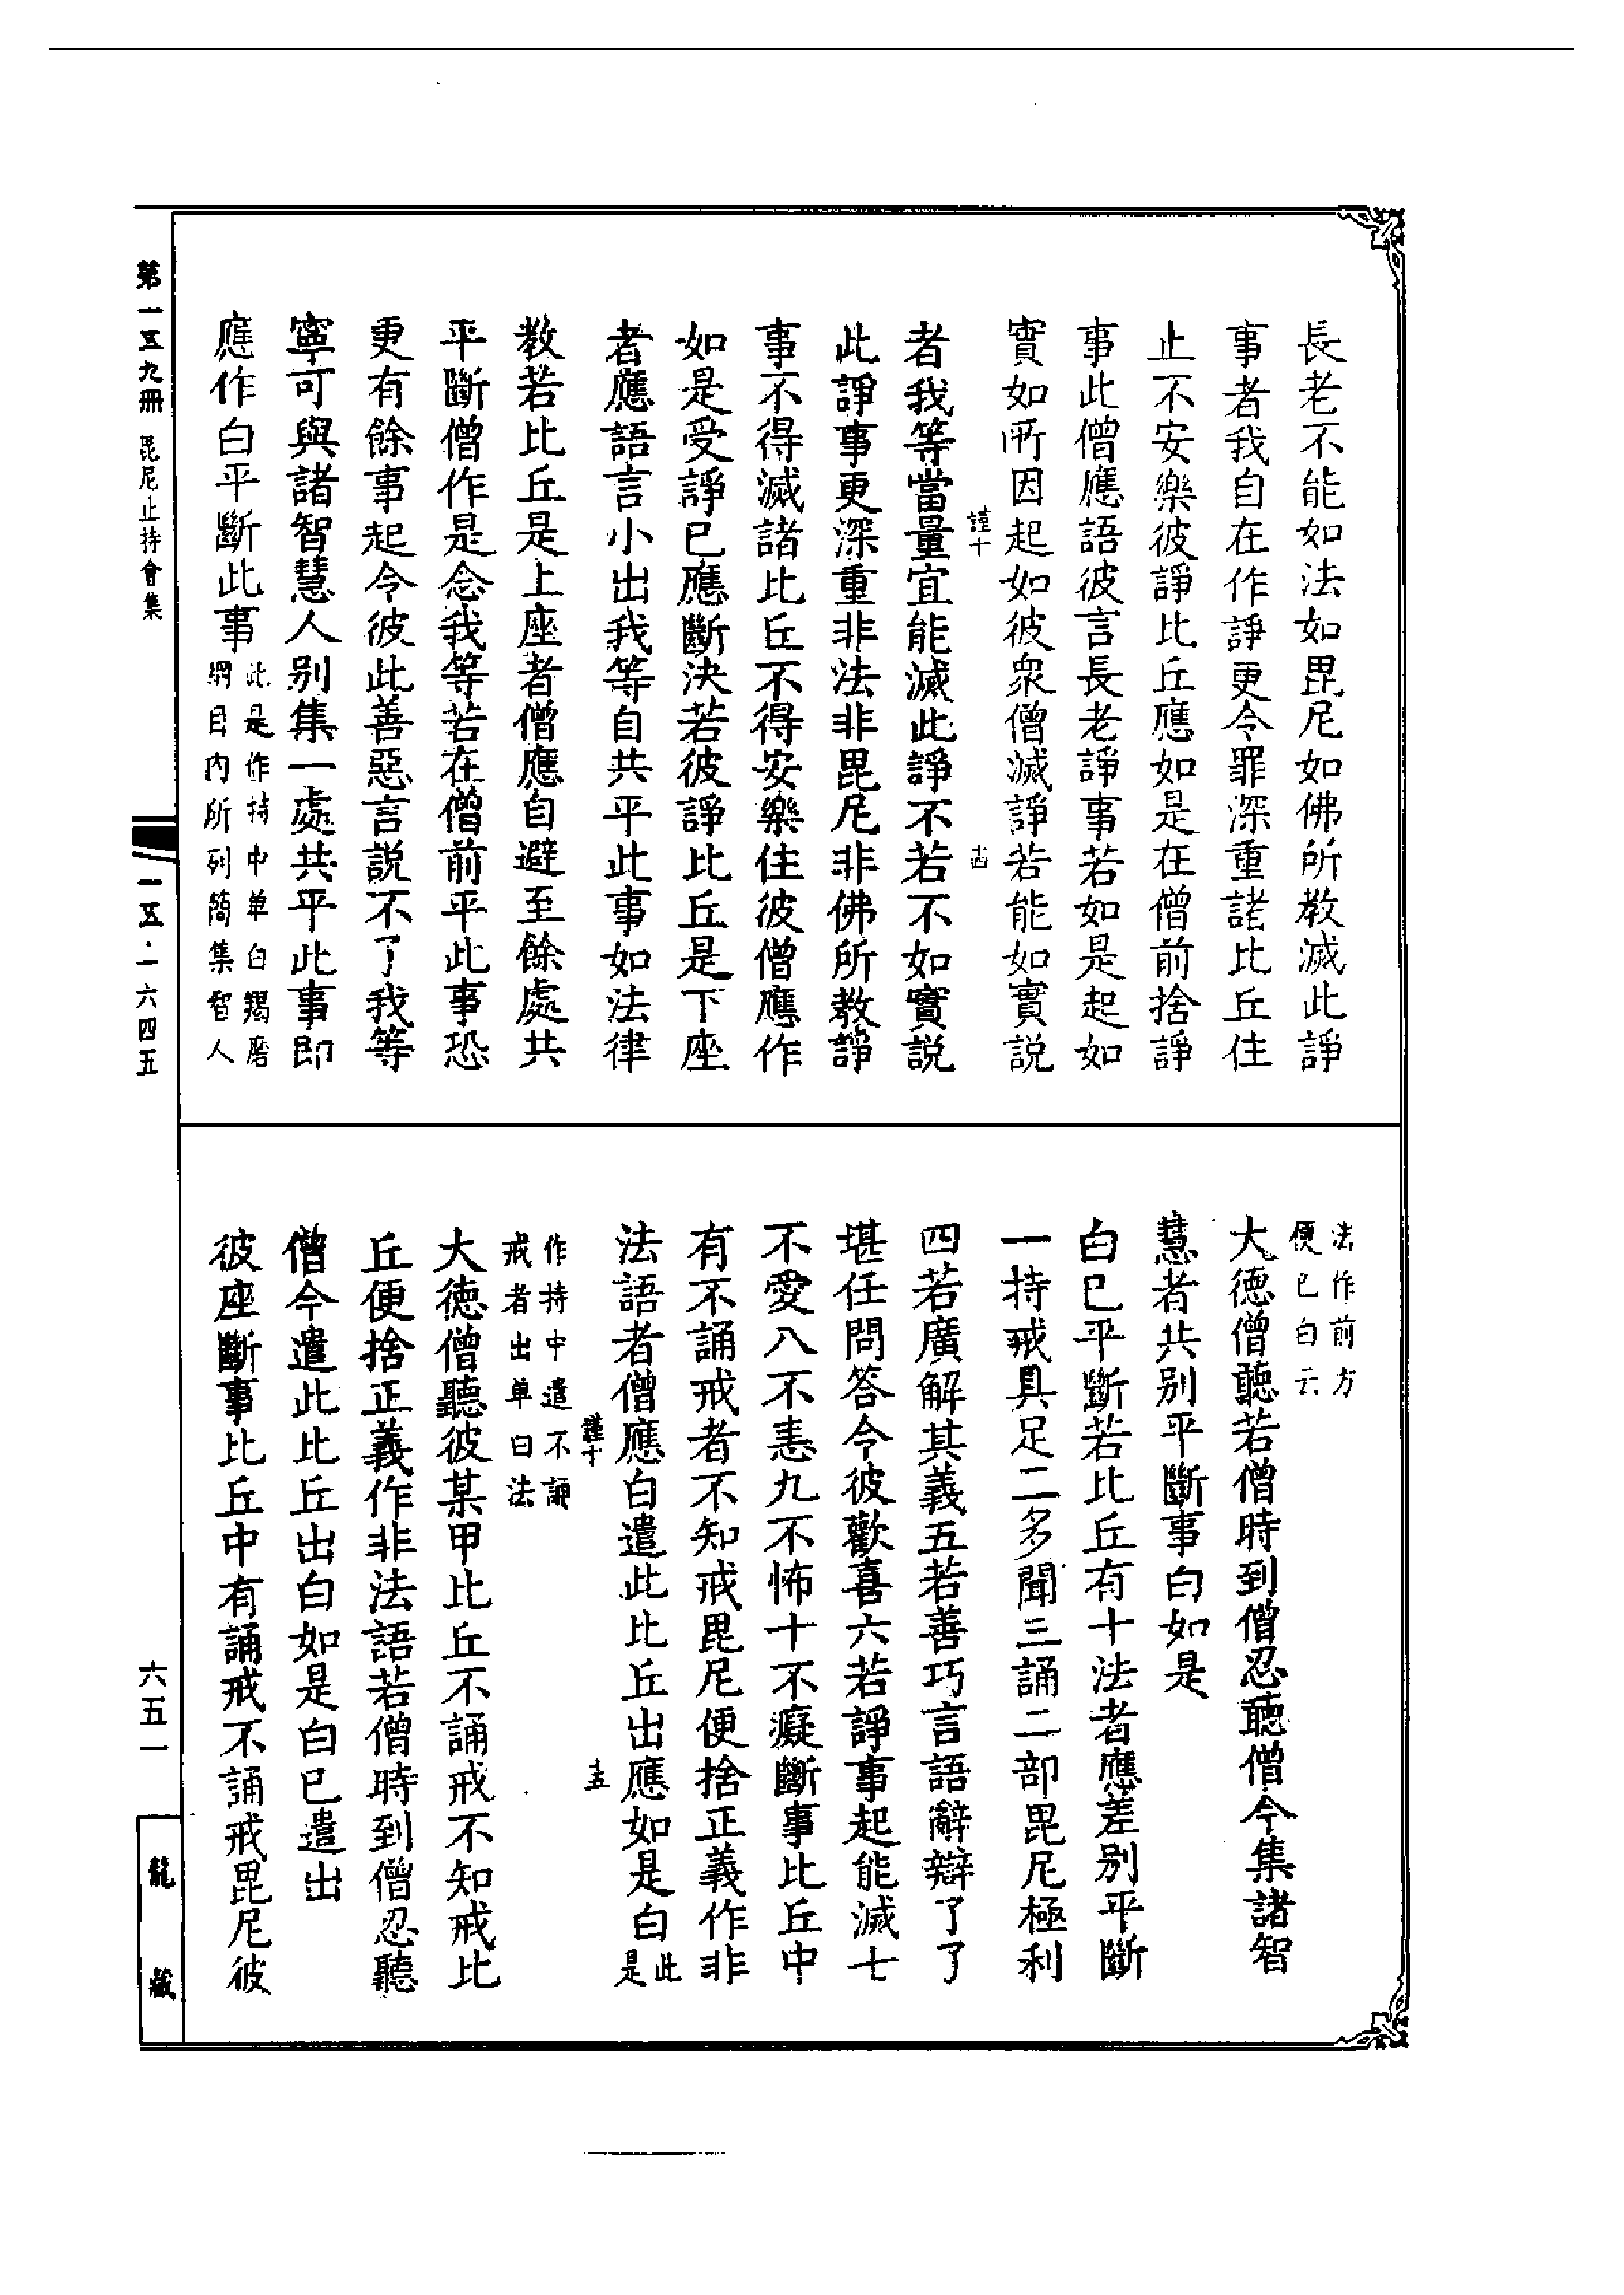 長老不能如法如毘尼如佛所教滅此諍
事者我自在作諍更令罪深重諸比丘住
止不安樂彼諍比丘應如是在僧前捨諍
事此僧應語彼言長老諍事若如是起如
實如所因起如彼眾僧滅諍若能如實說
謹十
十四
者我等當量宜能滅此諍不若不如實說
此諍事更深重非法非毘尼非佛所教諍
事不得滅諸比丘不得安樂住彼僧應作
如是受諍已應斷決若彼諍比丘是下座
者應語言小出我等自共平此事如法律
教若比丘是上座者僧應自避至餘處共
平斷僧作是念我等若在僧前平此事恐
更有餘事起令彼此善惡言說不了我等
寧可與諸智慧人別集一處共平此事即
應作白平斷此事
此是作持中单白羯磨
綱目內所列簡集智人
法作前方
便已白云
大德僧聽若僧時到僧忍聽僧今集諸智
慧者共別平斷事白如是
白已平斷若比丘有十法者應差別平斷
一持戒具足二多聞三誦二部毘尼極利
四若廣解其義五若善巧言語辭辯了了
堪任問答令彼歡喜六若諍事起能滅七
不愛八不恚九不怖十不癡斷事比丘中
有不誦戒者不知戒毘尼便捨正義作非
法語者僧應白遣此比丘出應如是白
此
是
謹十
十五
作持中遣不誦
戒者出单白法
大德僧聽彼某甲比丘不誦戒不知戒比
丘便捨正義作非法語若僧時到僧忍聽
僧今遣此比丘出白如是白已遣出
彼座斷事比丘中有誦戒不誦戒毘尼彼
第一五九冊 毘尼止持會集
一五·一六四五
六五一
龍藏